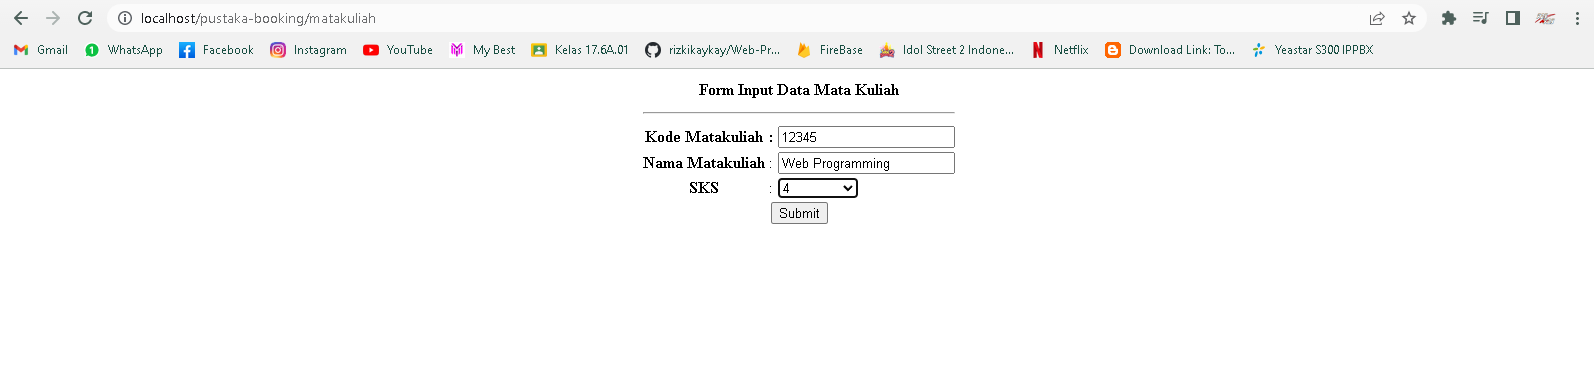 localhost/pustaka-booking/matakuliah
Gmail WhatsApp Facebook Instagram YouTube My Best Kelas 17.6A.01 rizkikaykay/Web-Pr... FireBase Idol Street 2 Indone... Netflix Download Link: To... Yeastar S300 IPPBX
Form Input Data Mata Kuliah
Kode Matakuliah : 12345
Nama Matakuliah : Web Programming
SKS : 4
Submit